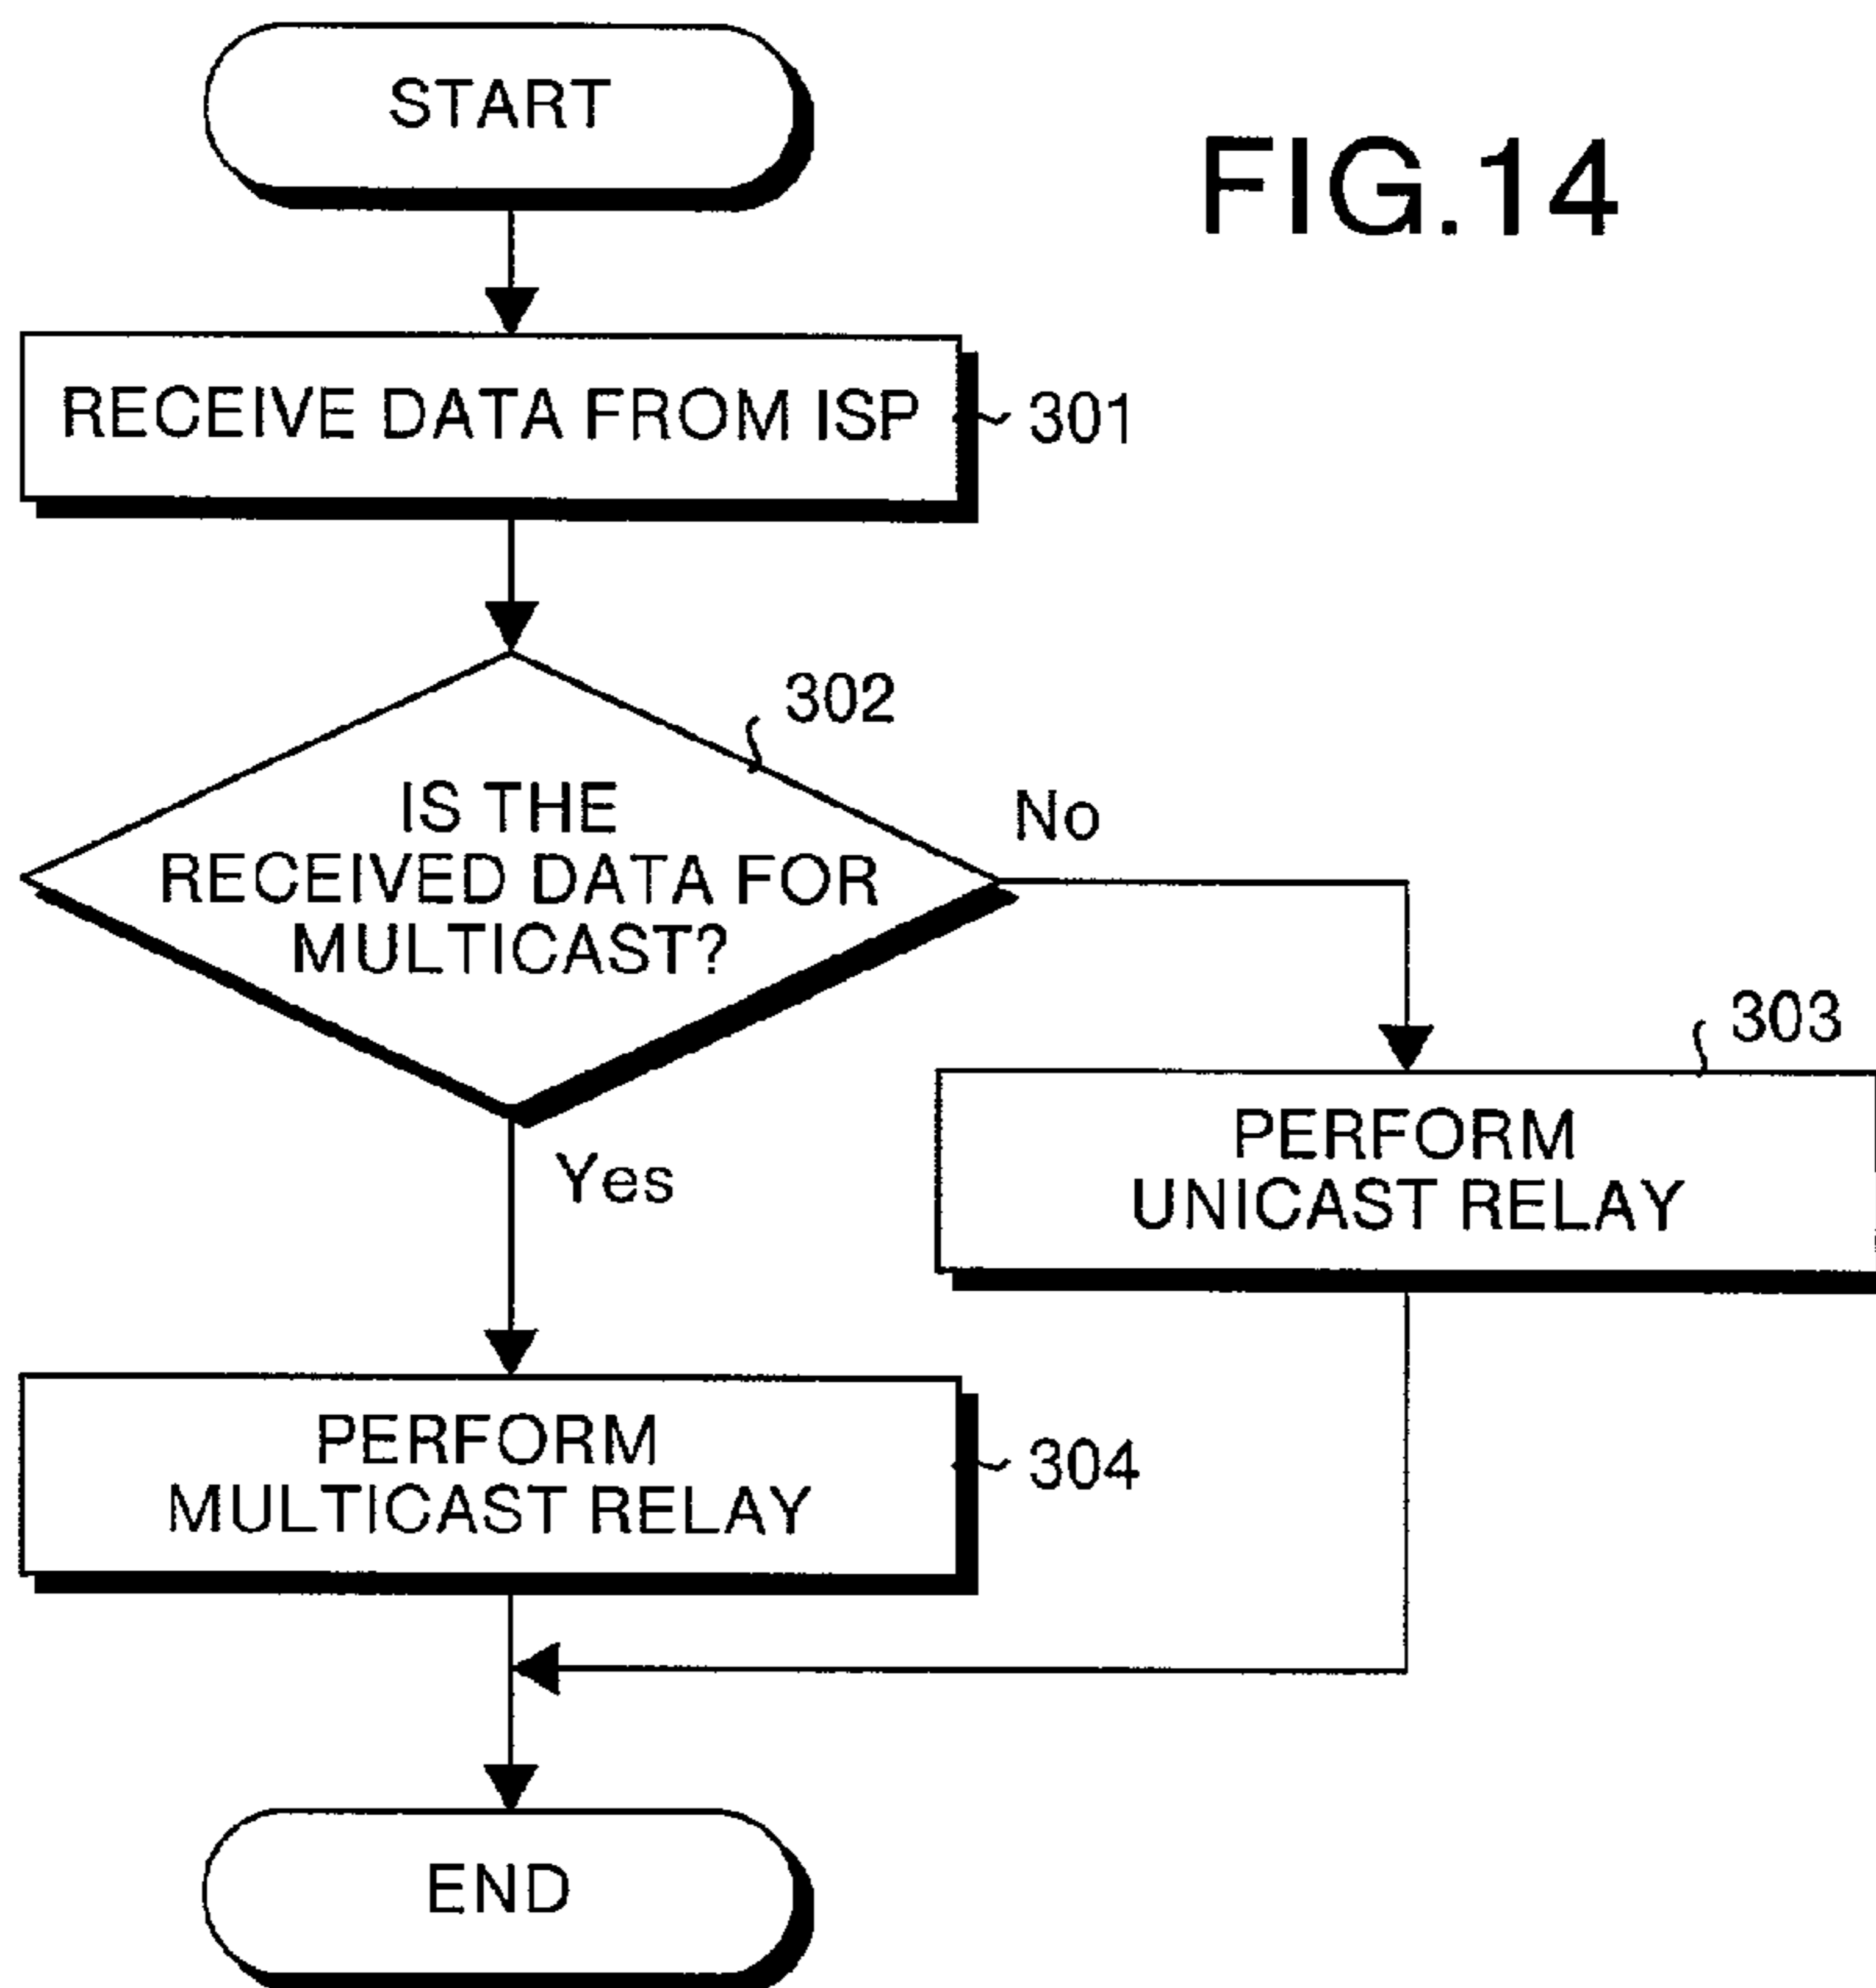 START
FIG.14
RECEIVE DATA FROM ISP
301
302
IS THE
RECEIVED DATA FOR
MULTICAST?
No
Yes
303
PERFORM
UNICAST RELAY
PERFORM
MULTICAST RELAY
304
END